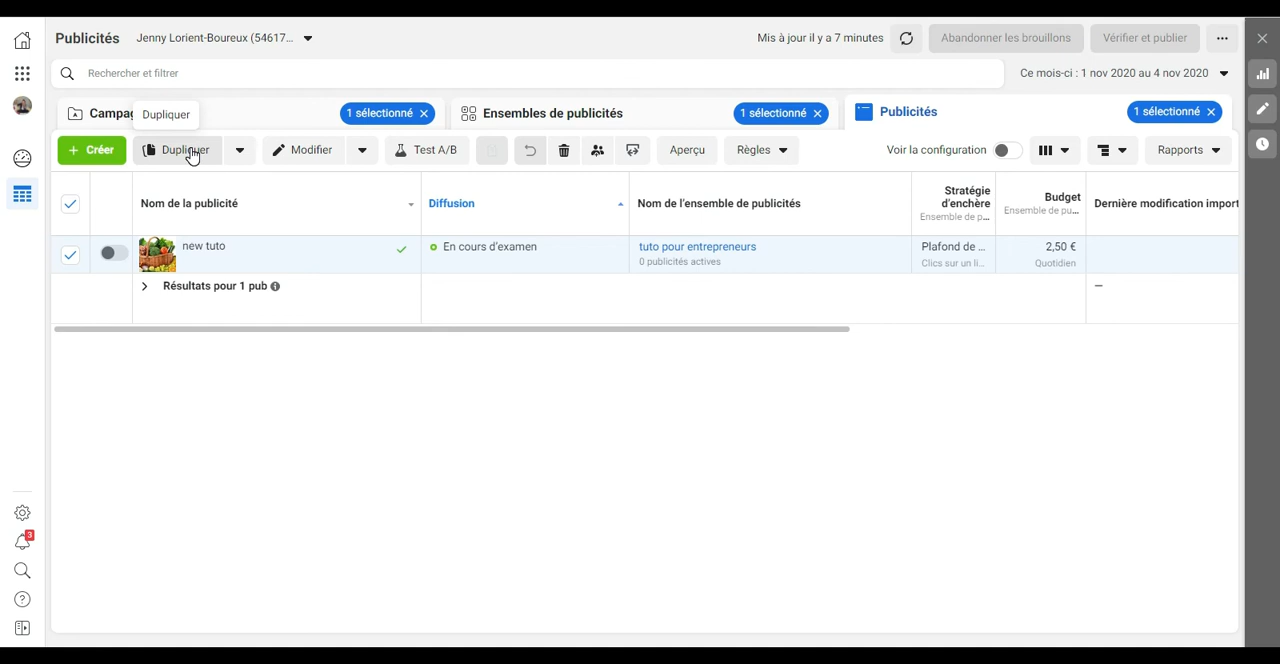 Publicités
Jenny Lorient-Boureux (54617...
Mis à jour il y a 7 minutes
Abandonner les brouillons
Vérifier et publier
Rechercher et filtrer
Ce mois-ci : 1 nov 2020 au 4 nov 2020
Campag
Dupliquer
1 sélectionné
Ensembles de publicités
1 sélectionné
Publicités
1 sélectionné
Créer
Dupliquer
Modifier
Test A/B
Aperçu
Règles
Voir la configuration
Rapports
Nom de la publicité
Diffusion
Nom de l'ensemble de publicités
Stratégie
d'enchère
Ensemble de p...
Budget
Ensemble de pu...
Dernière modification import
new tuto
En cours d'examen
tuto pour entrepreneurs
0 publicités actives
Plafond de ...
Clics sur un li...
2,50 €
Quotidien
Résultats pour 1 pub
—
3